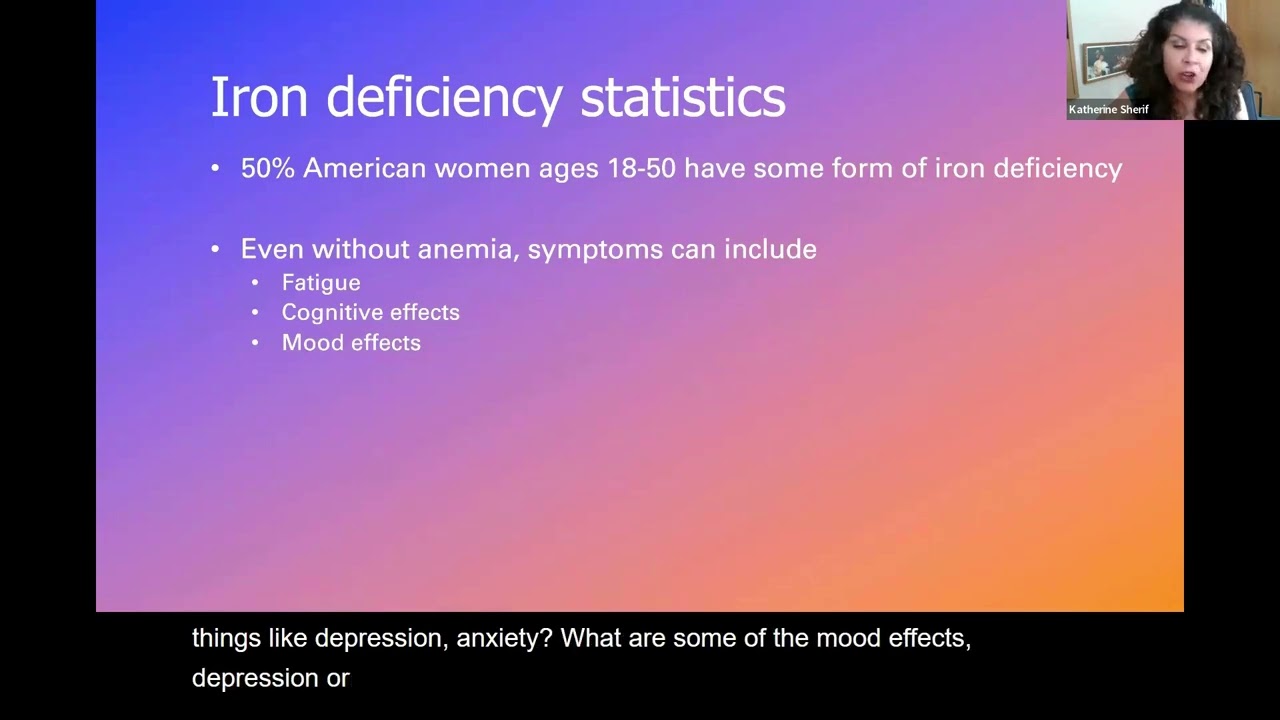 Iron deficiency statistics
Katherine Sherif
• 50% American women ages 18-50 have some form of iron deficiency
• Even without anemia, symptoms can include
• Fatigue
• Cognitive effects
• Mood effects
things like depression, anxiety? What are some of the mood effects,
depression or